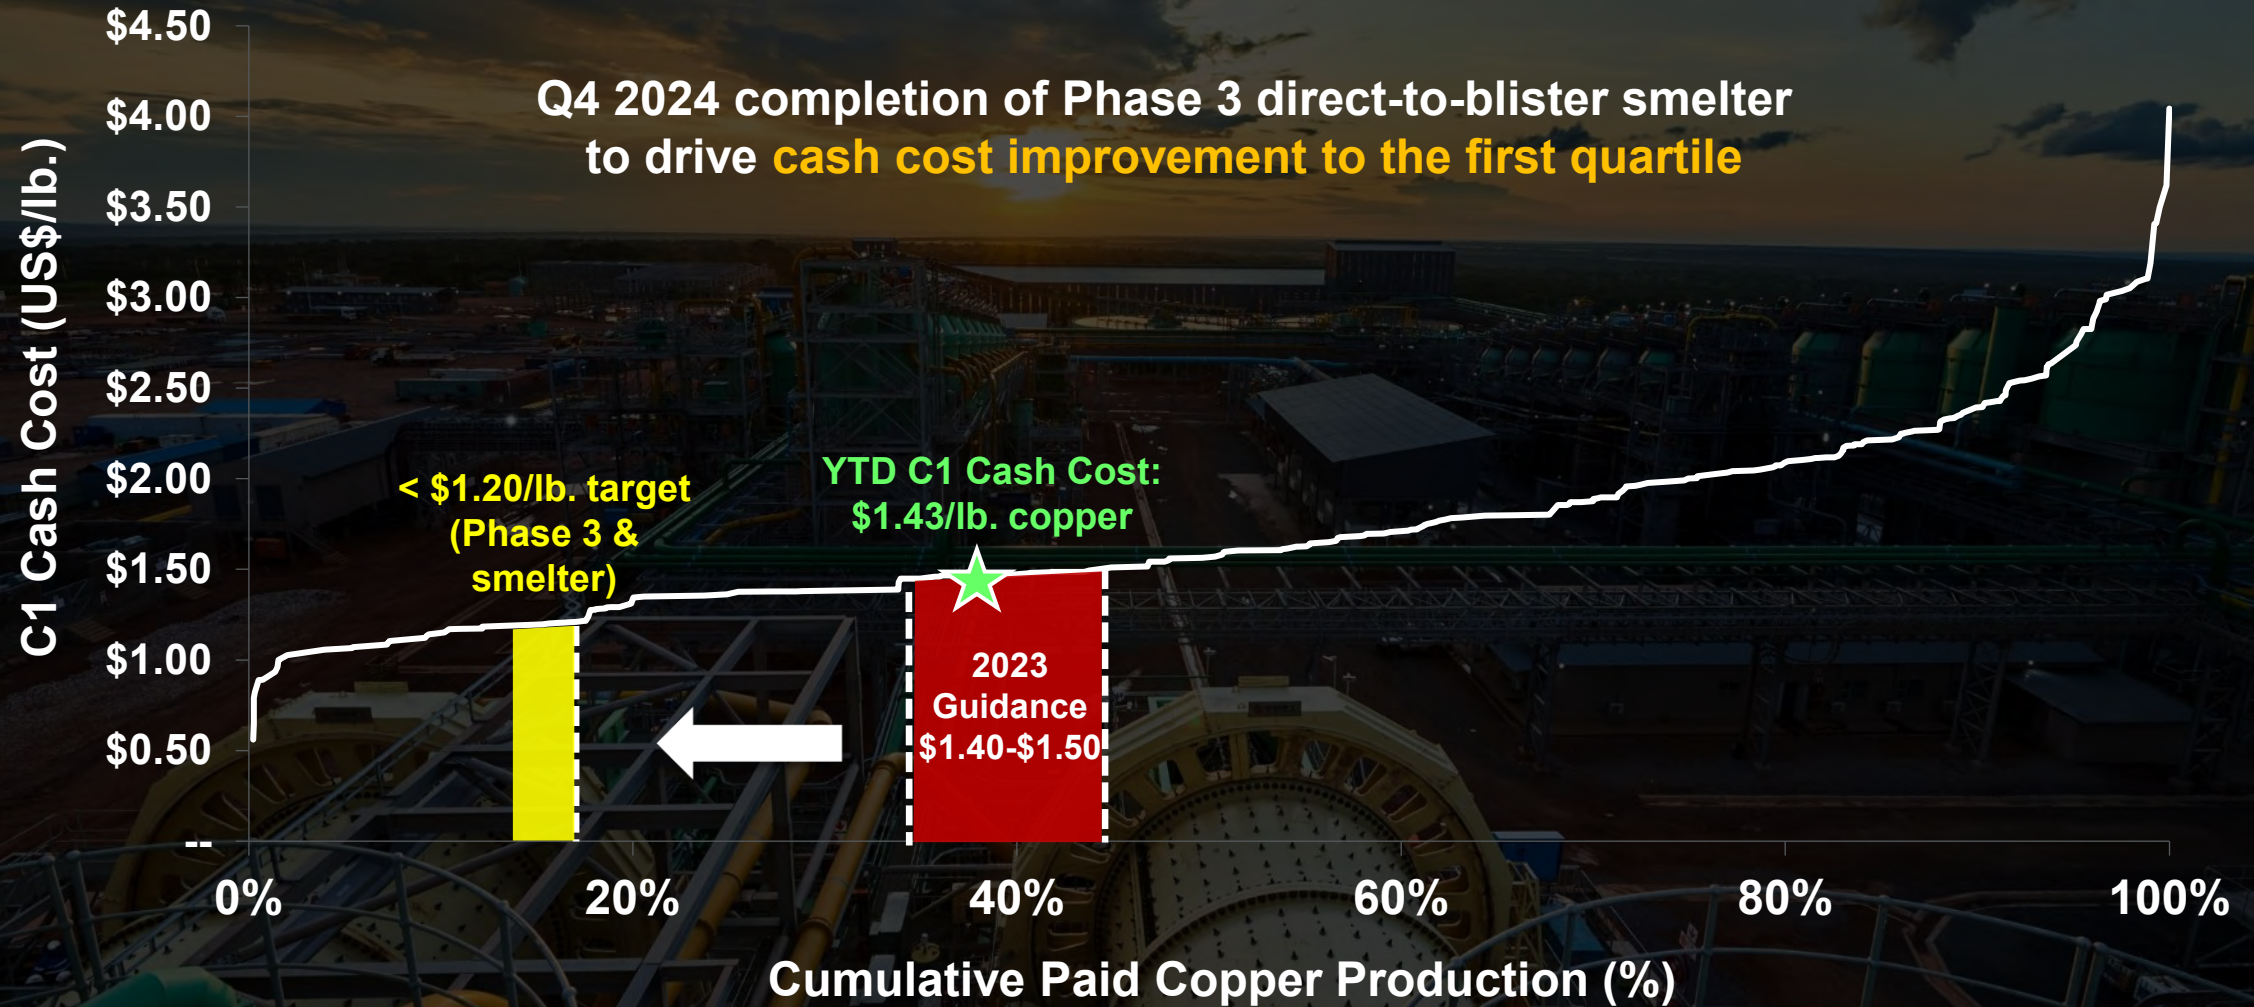 Q4 2024 completion of Phase 3 direct-to-blister smelter
to drive cash cost improvement to the first quartile
C1 Cash Cost (US$/lb.)
$4.50
$4.00
$3.50
$3.00
$2.50
$2.00
$1.50
$1.00
$0.50
--
< $1.20/lb. target
(Phase 3 &
smelter)
YTD C1 Cash Cost:
$1.43/lb. copper
2023
Guidance
$1.40-$1.50
0%
20%
40%
60%
80%
100%
Cumulative Paid Copper Production (%)